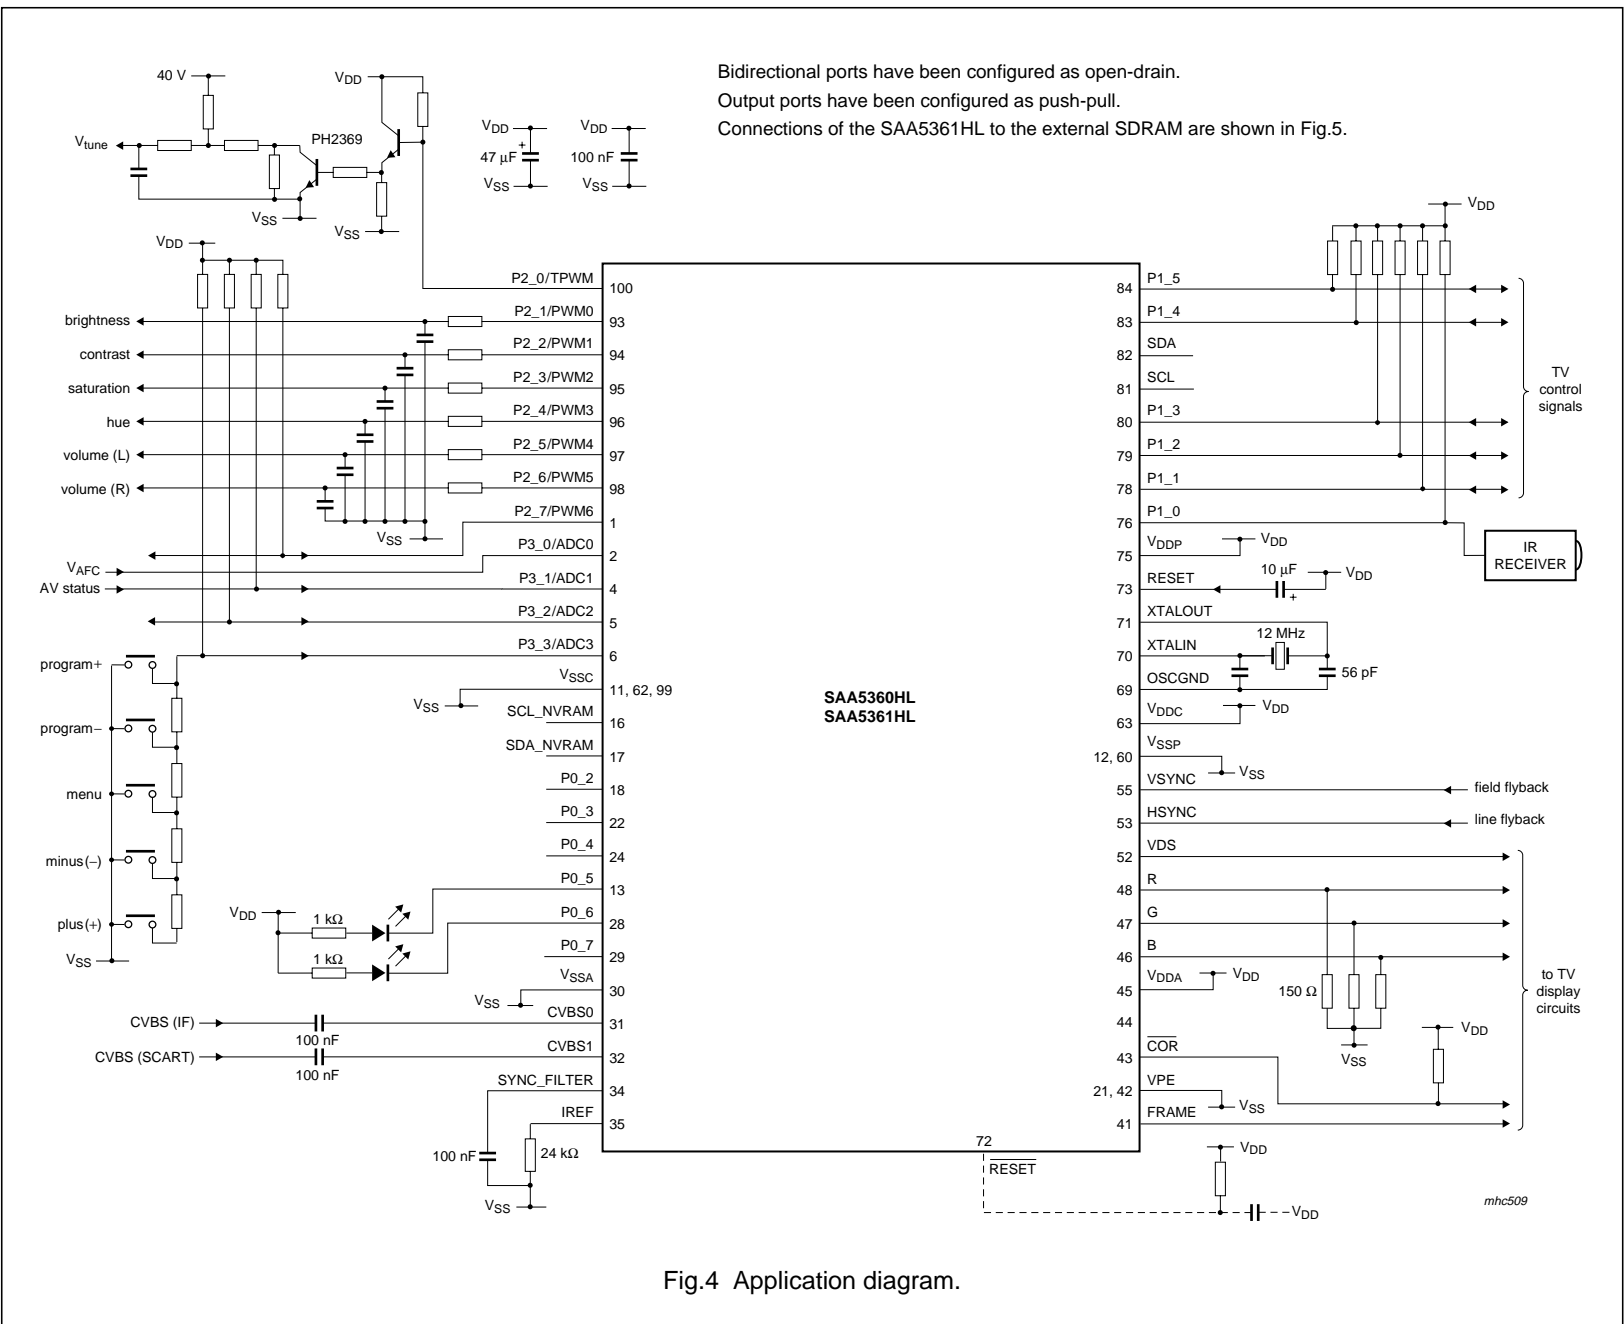 Bidirectional ports have been configured as open-drain.
Output ports have been configured as push-pull.
Connections of the SAA5361HL to the external SDRAM are shown in Fig.5.
40 V
VDD
Vtune
PH2369
VSS
VSS
VDD
47 µF
+
VSS
VDD
100 nF
VSS
VDD
brightness
contrast
saturation
hue
volume (L)
volume (R)
VSS
VAFC
AV status
program+
program−
menu
minus(−)
plus(+)
VSS
P2_0/TPWM
100
P2_1/PWM0
93
P2_2/PWM1
94
P2_3/PWM2
95
P2_4/PWM3
96
P2_5/PWM4
97
P2_6/PWM5
98
P2_7/PWM6
1
P3_0/ADC0
2
P3_1/ADC1
4
P3_2/ADC2
5
P3_3/ADC3
6
VSSC
VSS
11, 62, 99
SCL_NVRAM
16
SDA_NVRAM
17
P0_2
18
P0_3
22
P0_4
24
P0_5
13
P0_6
28
P0_7
29
VDD
1 kΩ
1 kΩ
VSSA
VSS
30
CVBS (IF)
100 nF
CVBS0
31
CVBS (SCART)
100 nF
CVBS1
32
SYNC_FILTER
34
IREF
35
100 nF
24 kΩ
VSS
SAA5360HL
SAA5361HL
VDD
84
P1_5
83
P1_4
82
SDA
81
SCL
80
P1_3
79
P1_2
78
P1_1
76
P1_0
TV
control
signals
IR
RECEIVER
75
VDDP
VDD
73
RESET
10 µF
+
VDD
71
XTALOUT
12 MHz
70
XTALIN
56 pF
69
OSCGND
63
VDDC
VDD
12, 60
VSSP
VSS
55
VSYNC
field flyback
53
HSYNC
line flyback
52
VDS
48
R
47
G
46
B
45
VDDA
VDD
150 Ω
VSS
to TV
display
circuits
44
43
COR
VDD
21, 42
VPE
VSS
41
FRAME
72
RESET
VDD
VDD
mhc509
Fig.4 Application diagram.